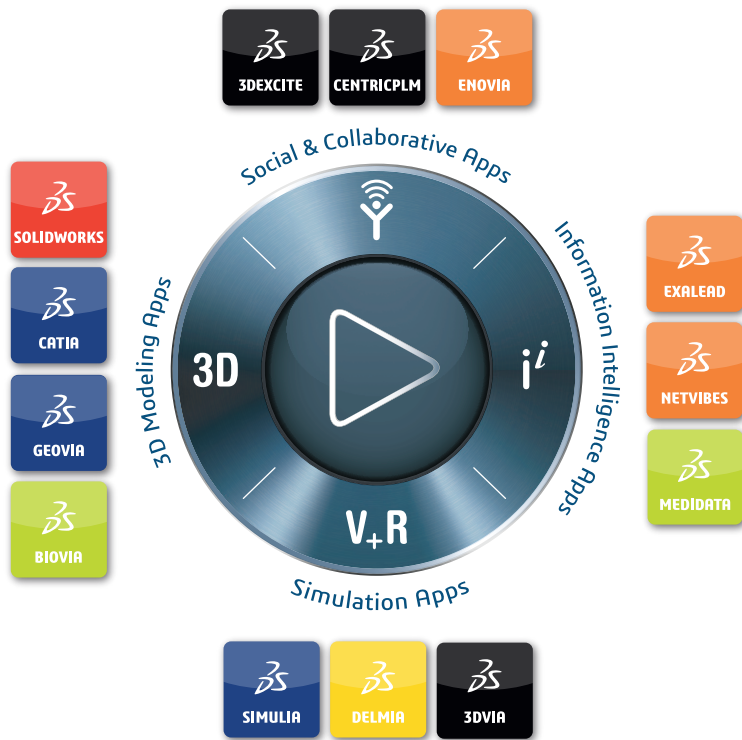 3DEXCITE
CENTRICPLM
ENOVIA
Social & Collaborative Apps
SOLIDWORKS
CATIA
GEOVIA
BIOVIA
3D Modeling Apps
3D
i i
Information Intelligence Apps
EXALEAD
NETVIBES
MEDIDATA
V+R
Simulation Apps
SIMULIA
DELMIA
3DVIA